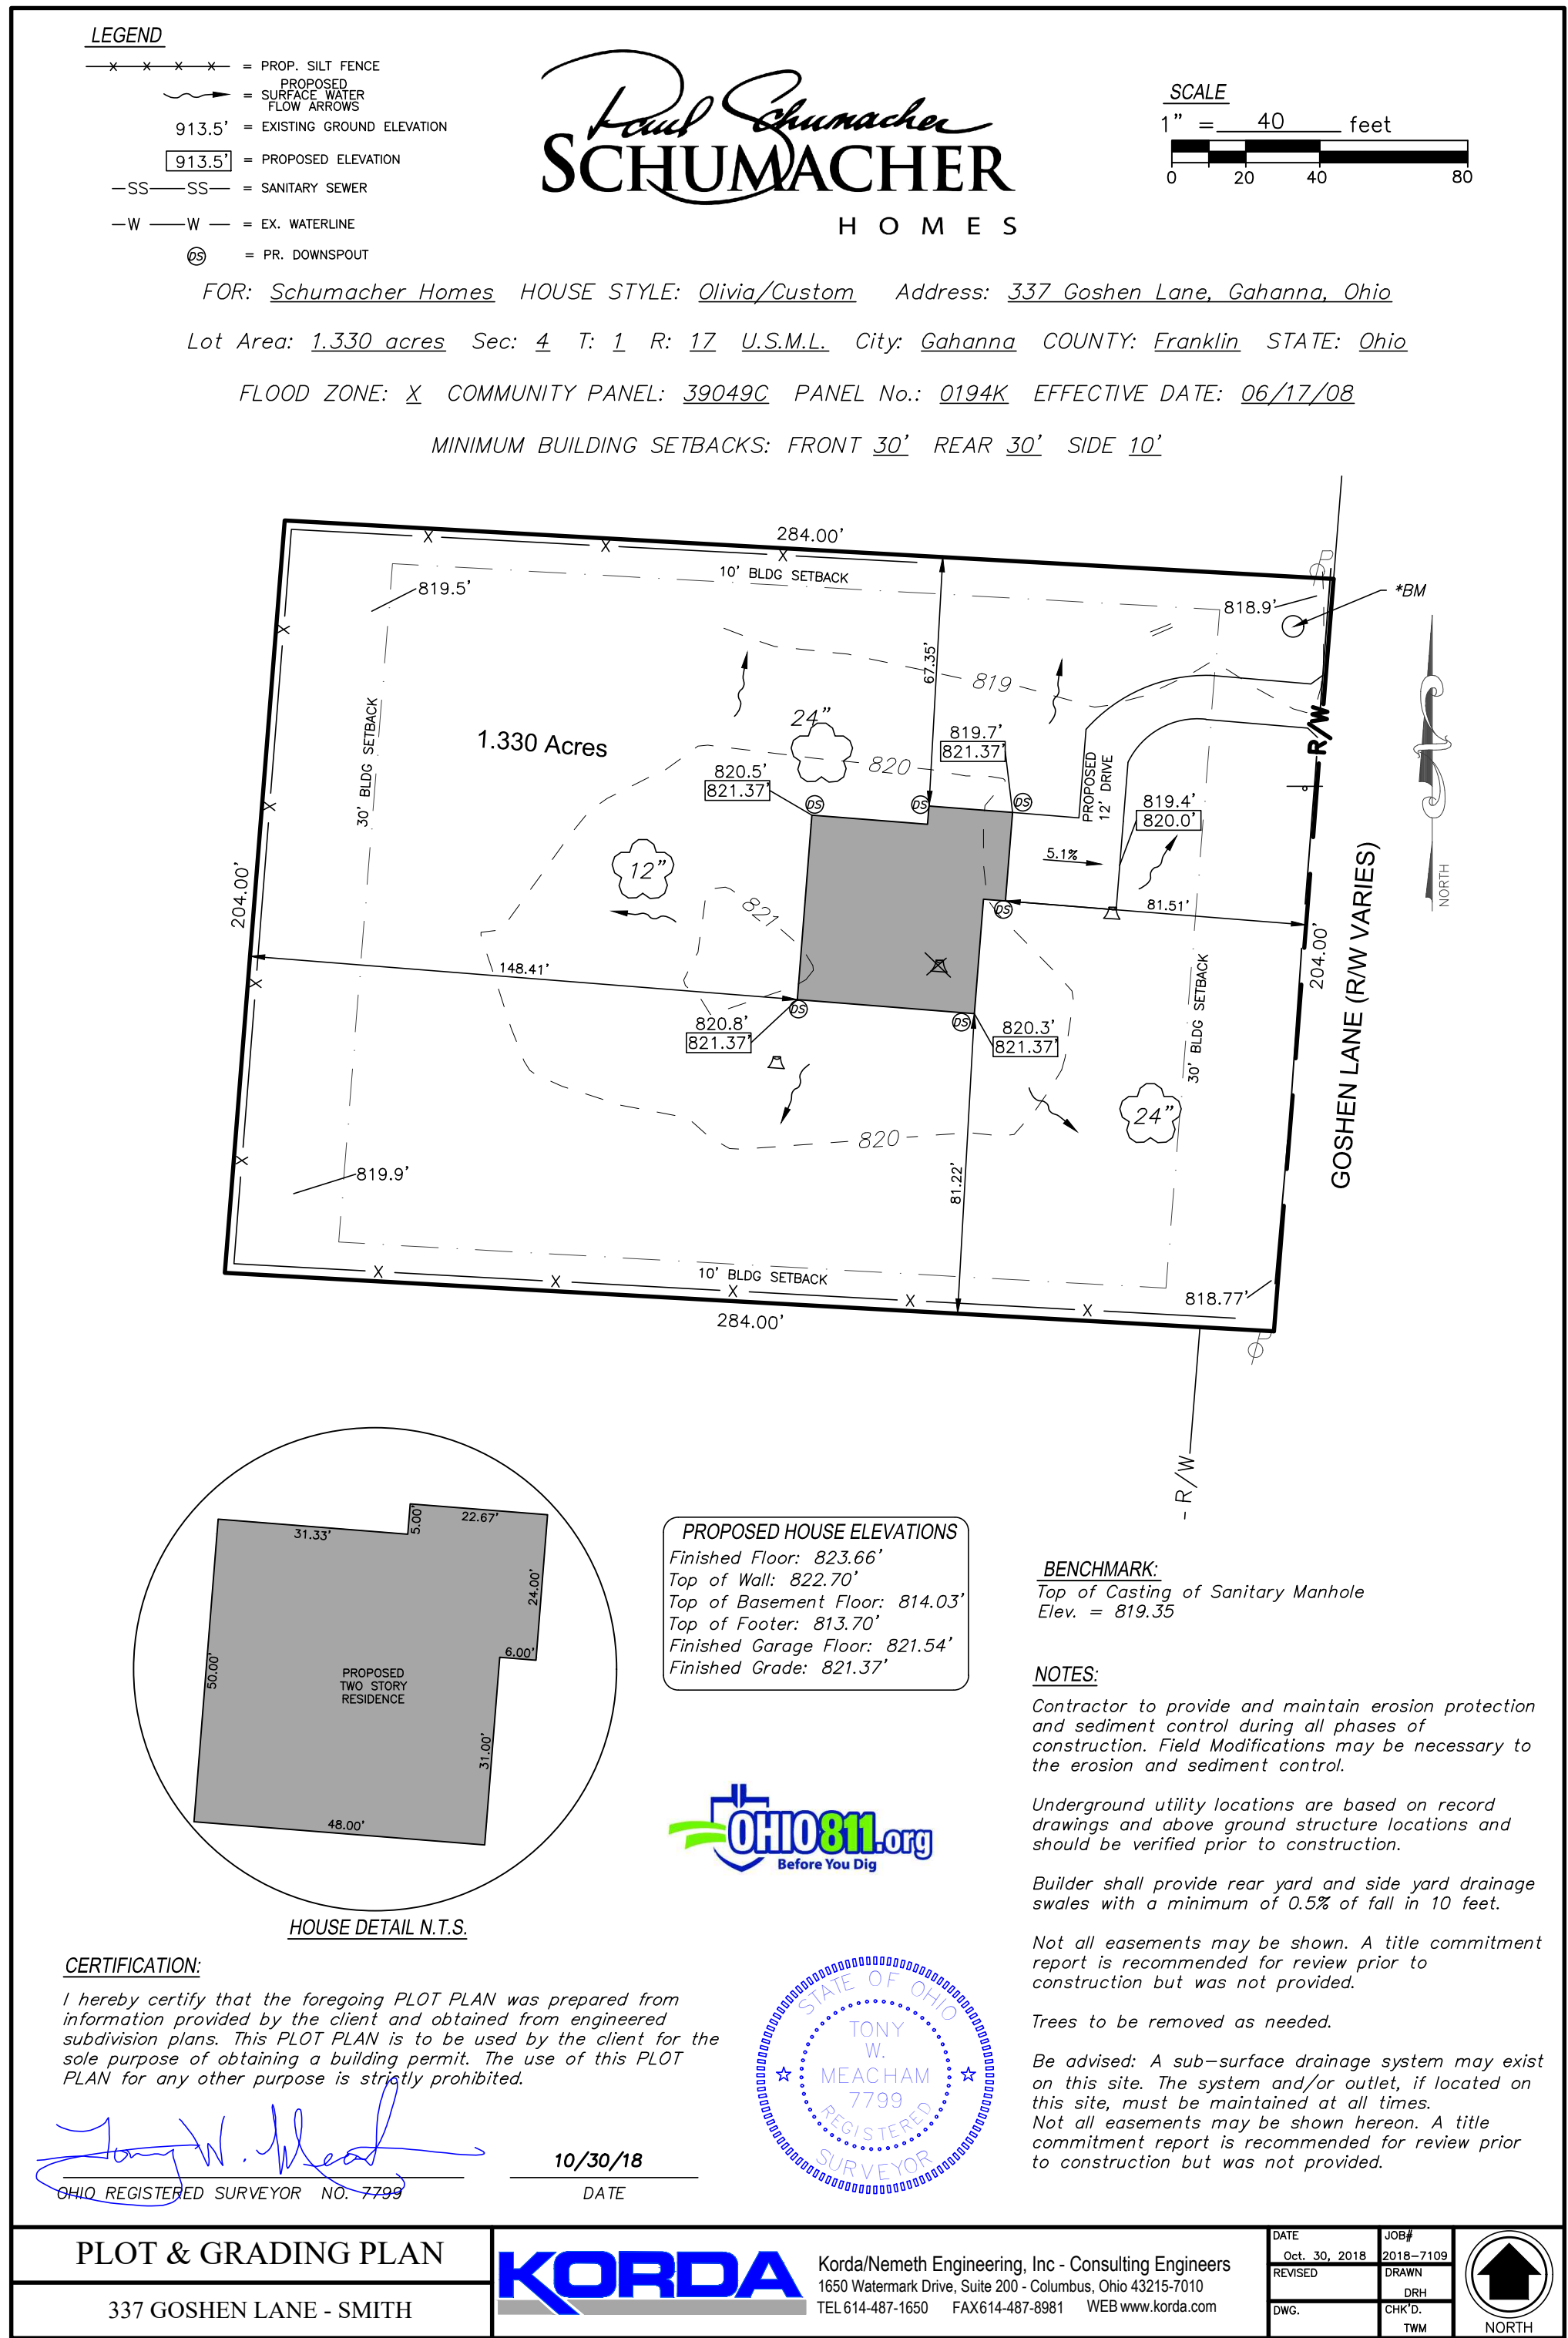 LEGEND
X X X X = PROP. SILT FENCE
= PROPOSED
SURFACE WATER
FLOW ARROWS
913.5' = EXISTING GROUND ELEVATION
913.5' = PROPOSED ELEVATION
—SS——SS— = SANITARY SEWER
—W——W— = EX. WATERLINE
DS = PR. DOWNSPOUT
Paul Schumacher
SCHUMACHER
HOMES
SCALE
1" = 40 feet
0 20 40 80
FOR: Schumacher Homes HOUSE STYLE: Olivia/Custom Address: 337 Goshen Lane, Gahanna, Ohio
Lot Area: 1.330 acres Sec: 4 T: 1 R: 17 U.S.M.L. City: Gahanna COUNTY: Franklin STATE: Ohio
FLOOD ZONE: X COMMUNITY PANEL: 39049C PANEL No.: 0194K EFFECTIVE DATE: 06/17/08
MINIMUM BUILDING SETBACKS: FRONT 30' REAR 30' SIDE 10'
284.00'
X X X
10' BLDG SETBACK
819.5'
818.9'
*BM
P
67.35'
819
30' BLDG SETBACK
1.330 Acres
24"
820
819.7'
821.37'
820.5'
821.37'
DS DS DS
PROPOSED
12' DRIVE
R/W
819.4'
820.0'
5.1%
12"
821
81.51'
DS
204.00'
X X X X
148.41'
204.00'
GOSHEN LANE (R/W VARIES)
NORTH
30' BLDG SETBACK
DS DS
820.8'
821.37'
820.3'
821.37'
24"
820
81.22'
819.9'
10' BLDG SETBACK
X X X X X
818.77'
284.00'
P
R/W
31.33'
5.00'
22.67'
24.00'
6.00'
50.00'
PROPOSED
TWO STORY
RESIDENCE
31.00'
48.00'
HOUSE DETAIL N.T.S.
PROPOSED HOUSE ELEVATIONS
Finished Floor: 823.66'
Top of Wall: 822.70'
Top of Basement Floor: 814.03'
Top of Footer: 813.70'
Finished Garage Floor: 821.54'
Finished Grade: 821.37'
BENCHMARK:
Top of Casting of Sanitary Manhole
Elev. = 819.35
NOTES:
Contractor to provide and maintain erosion protection
and sediment control during all phases of
construction. Field Modifications may be necessary to
the erosion and sediment control.
Underground utility locations are based on record
drawings and above ground structure locations and
should be verified prior to construction.
Builder shall provide rear yard and side yard drainage
swales with a minimum of 0.5% of fall in 10 feet.
Not all easements may be shown. A title commitment
report is recommended for review prior to
construction but was not provided.
Trees to be removed as needed.
Be advised: A sub-surface drainage system may exist
on this site. The system and/or outlet, if located on
this site, must be maintained at all times.
Not all easements may be shown hereon. A title
commitment report is recommended for review prior
to construction but was not provided.
OHIO811.org
Before You Dig
CERTIFICATION:
I hereby certify that the foregoing PLOT PLAN was prepared from
information provided by the client and obtained from engineered
subdivision plans. This PLOT PLAN is to be used by the client for the
sole purpose of obtaining a building permit. The use of this PLOT
PLAN for any other purpose is strictly prohibited.
Tony W. Mead
10/30/18
OHIO REGISTERED SURVEYOR NO. 7799
DATE
STATE OF OHIO
TONY
W.
MEACHAM
7799
REGISTERED
SURVEYOR
PLOT & GRADING PLAN
337 GOSHEN LANE - SMITH
KORDA
Korda/Nemeth Engineering, Inc - Consulting Engineers
1650 Watermark Drive, Suite 200 - Columbus, Ohio 43215-7010
TEL 614-487-1650 FAX614-487-8981 WEB www.korda.com
DATE
Oct. 30, 2018
JOB#
2018-7109
REVISED
DRAWN
DRH
DWG.
CHK'D.
TWM
NORTH